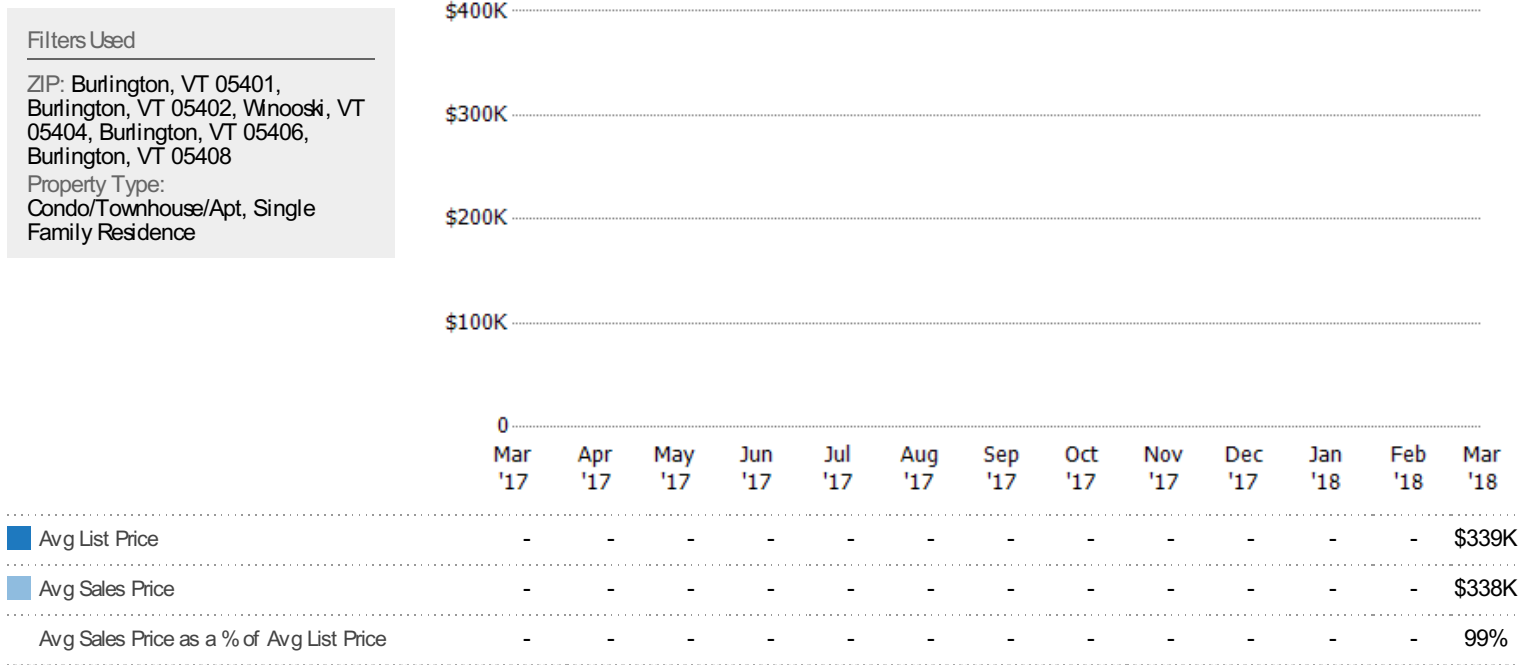 Filters Used
ZIP: Burlington, VT 05401,
Burlington, VT 05402, Winooski, VT
05404, Burlington, VT 05406,
Burlington, VT 05408
Property Type:
Condo/Townhouse/Apt, Single
Family Residence
$400K
$300K
$200K
$100K
0
Mar Apr May Jun Jul Aug Sep Oct Nov Dec Jan Feb Mar
'17 '17 '17 '17 '17 '17 '17 '17 '17 '17 '18 '18 '18
Avg List Price - - - - - - - - - - - - $339K
Avg Sales Price - - - - - - - - - - - - $338K
Avg Sales Price as a % of Avg List Price - - - - - - - - - - - - 99%